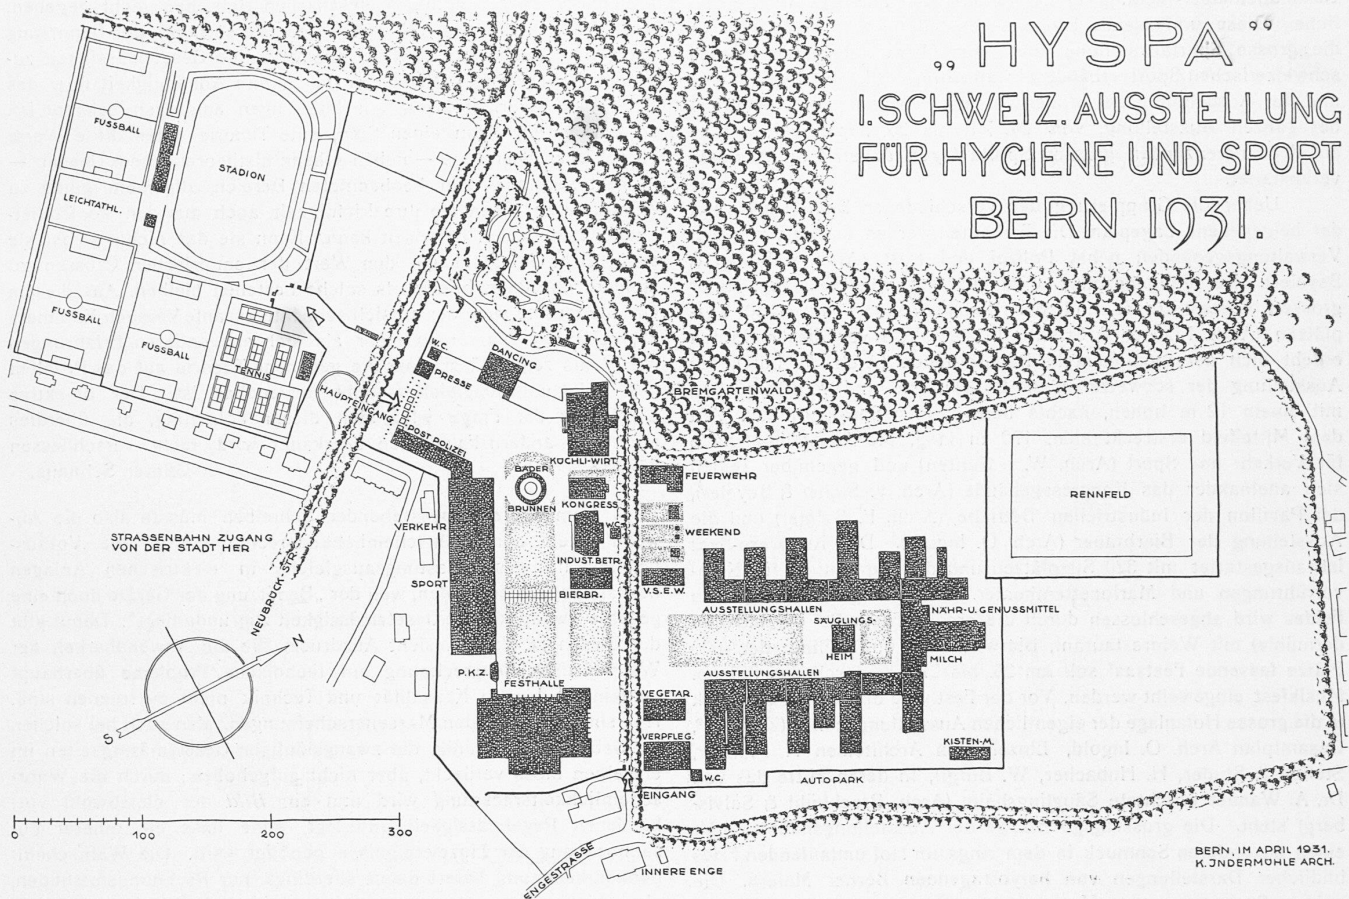 „HYSPA“
I. SCHWEIZ. AUSSTELLUNG
FÜR HYGIENE UND SPORT
BERN 1931.
FUSSBALL
STADION
LEICHTATHL.
FUSSBALL
FUSSBALL
TENNIS
HAUPTEINGANG
W.C.
PRESSE
DANCING
POST POLIZEI
BREMGARTENWALD
KÜCHLI-WIRT.
BÄDER
BRUNNEN
KONGRESS
W.C.
FEUERWEHR
WEEKEND
VERKEHR
INDUST. BETR.
SPORT
BIERBR.
V.S.E.W.
RENNFELD
STRASSENBAHN ZUGANG
VON DER STADT HER
NEUBRÜCK-STR.
AUSSTELLUNGSHALLEN
NÄHR- U. GENUSSMITTEL
SÄUGLINGS-
HEIM
MILCH
P.K.Z.
FESTH.
AUSSTELLUNGSHALLEN
VEGETAR.
VERPFLEG.
KISTEN-M.
W.C.
AUTOPARK
EINGANG
N
S
0 100 200 300
ENGESTRASSE
INNERE ENGE
BERN, IM APRIL 1931.
K. INDERMÜHLE ARCH.